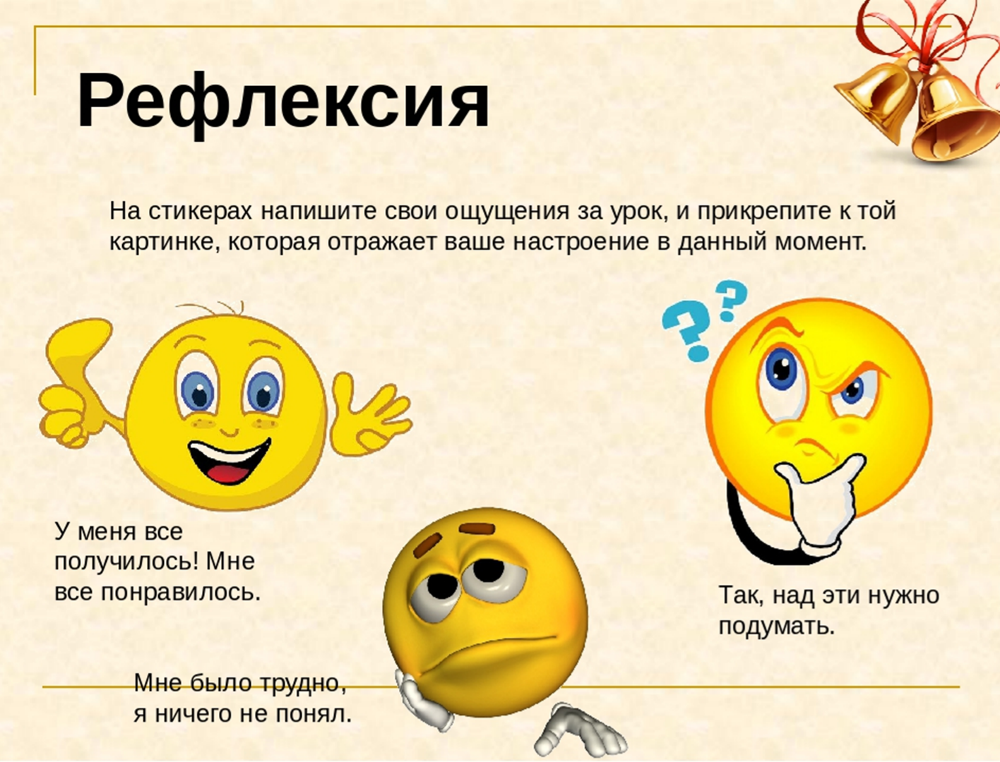 Рефлексия
На стикерах напишите свои ощущения за урок, и прикрепите к той
картинке, которая отражает ваше настроение в данный момент.
? ?
У меня все
получилось! Мне
все понравилось.
Так, над эти нужно
подумать.
Мне было трудно,
я ничего не понял.